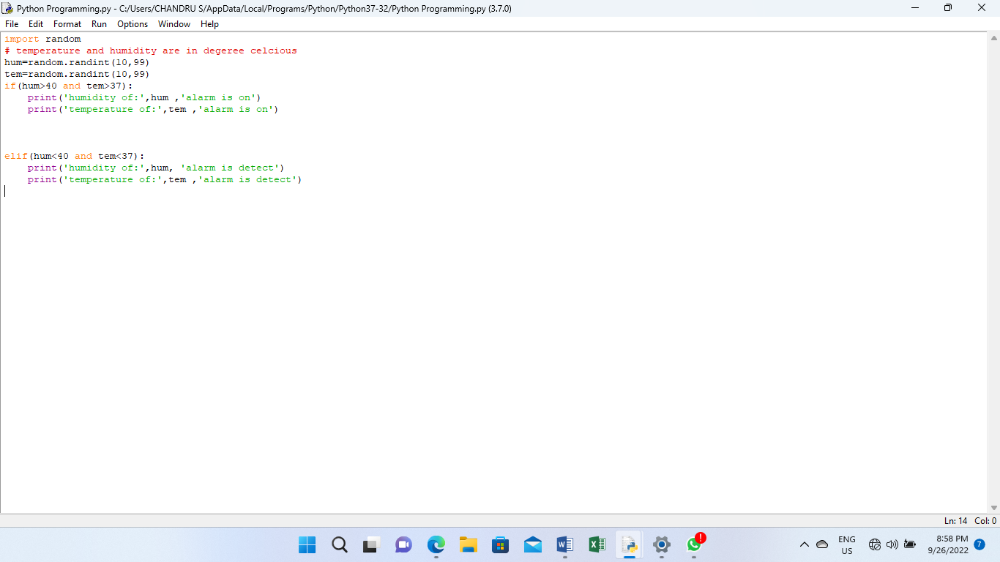 Python Programming.py - C:/Users/CHANDRU S/AppData/Local/Programs/Python/Python37-32/Python Programming.py (3.7.0)
File Edit Format Run Options Window Help
import random
# temperature and humidity are in degeree celcious
hum=random.randint(10,99)
tem=random.randint(10,99)
if(hum>40 and tem>37):
    print('humidity of:',hum ,'alarm is on')
    print('temperature of:',tem ,'alarm is on')
elif(hum<40 and tem<37):
    print('humidity of:',hum, 'alarm is detect')
    print('temperature of:',tem ,'alarm is detect')
Ln: 14 Col: 0
ENG
US
8:58 PM
9/26/2022
7